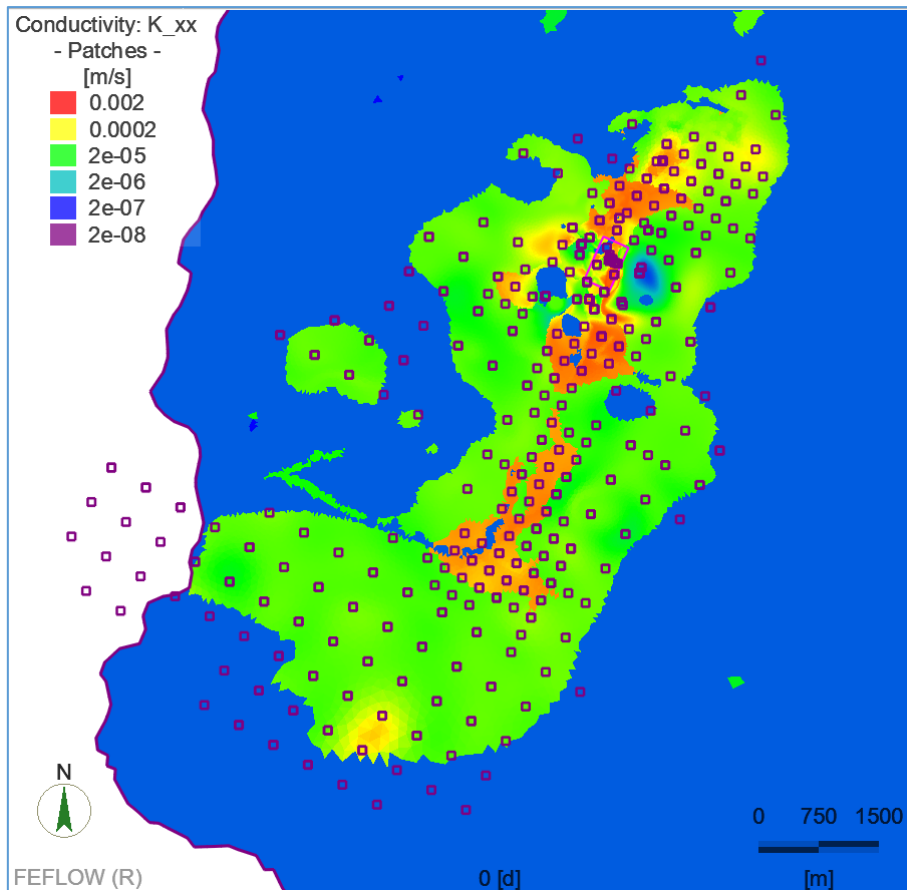 Conductivity: K_xx
- Patches -
[m/s]
0.002
0.0002
2e-05
2e-06
2e-07
2e-08
N
0 750 1500
FEFLOW (R) 0 [d] [m]